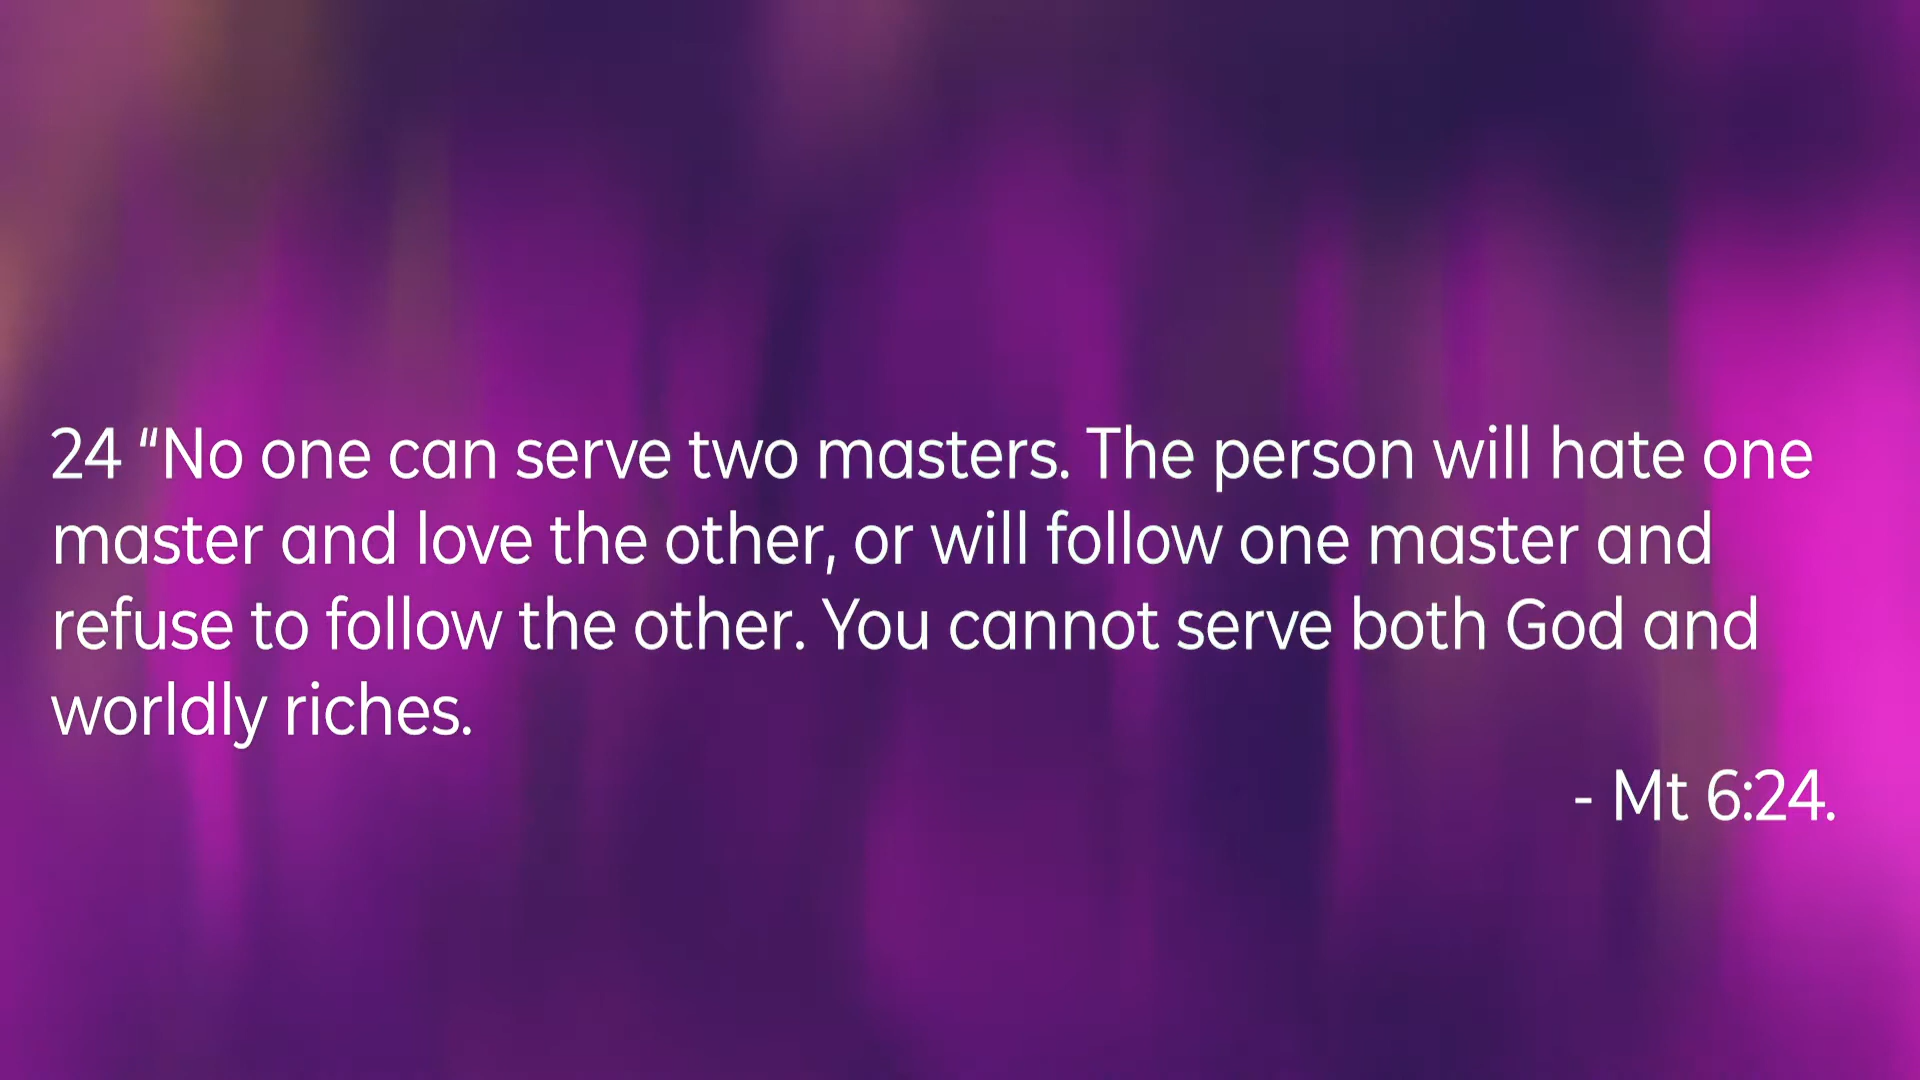 24 “No one can serve two masters. The person will hate one
master and love the other, or will follow one master and
refuse to follow the other. You cannot serve both God and
worldly riches.
- Mt 6:24.